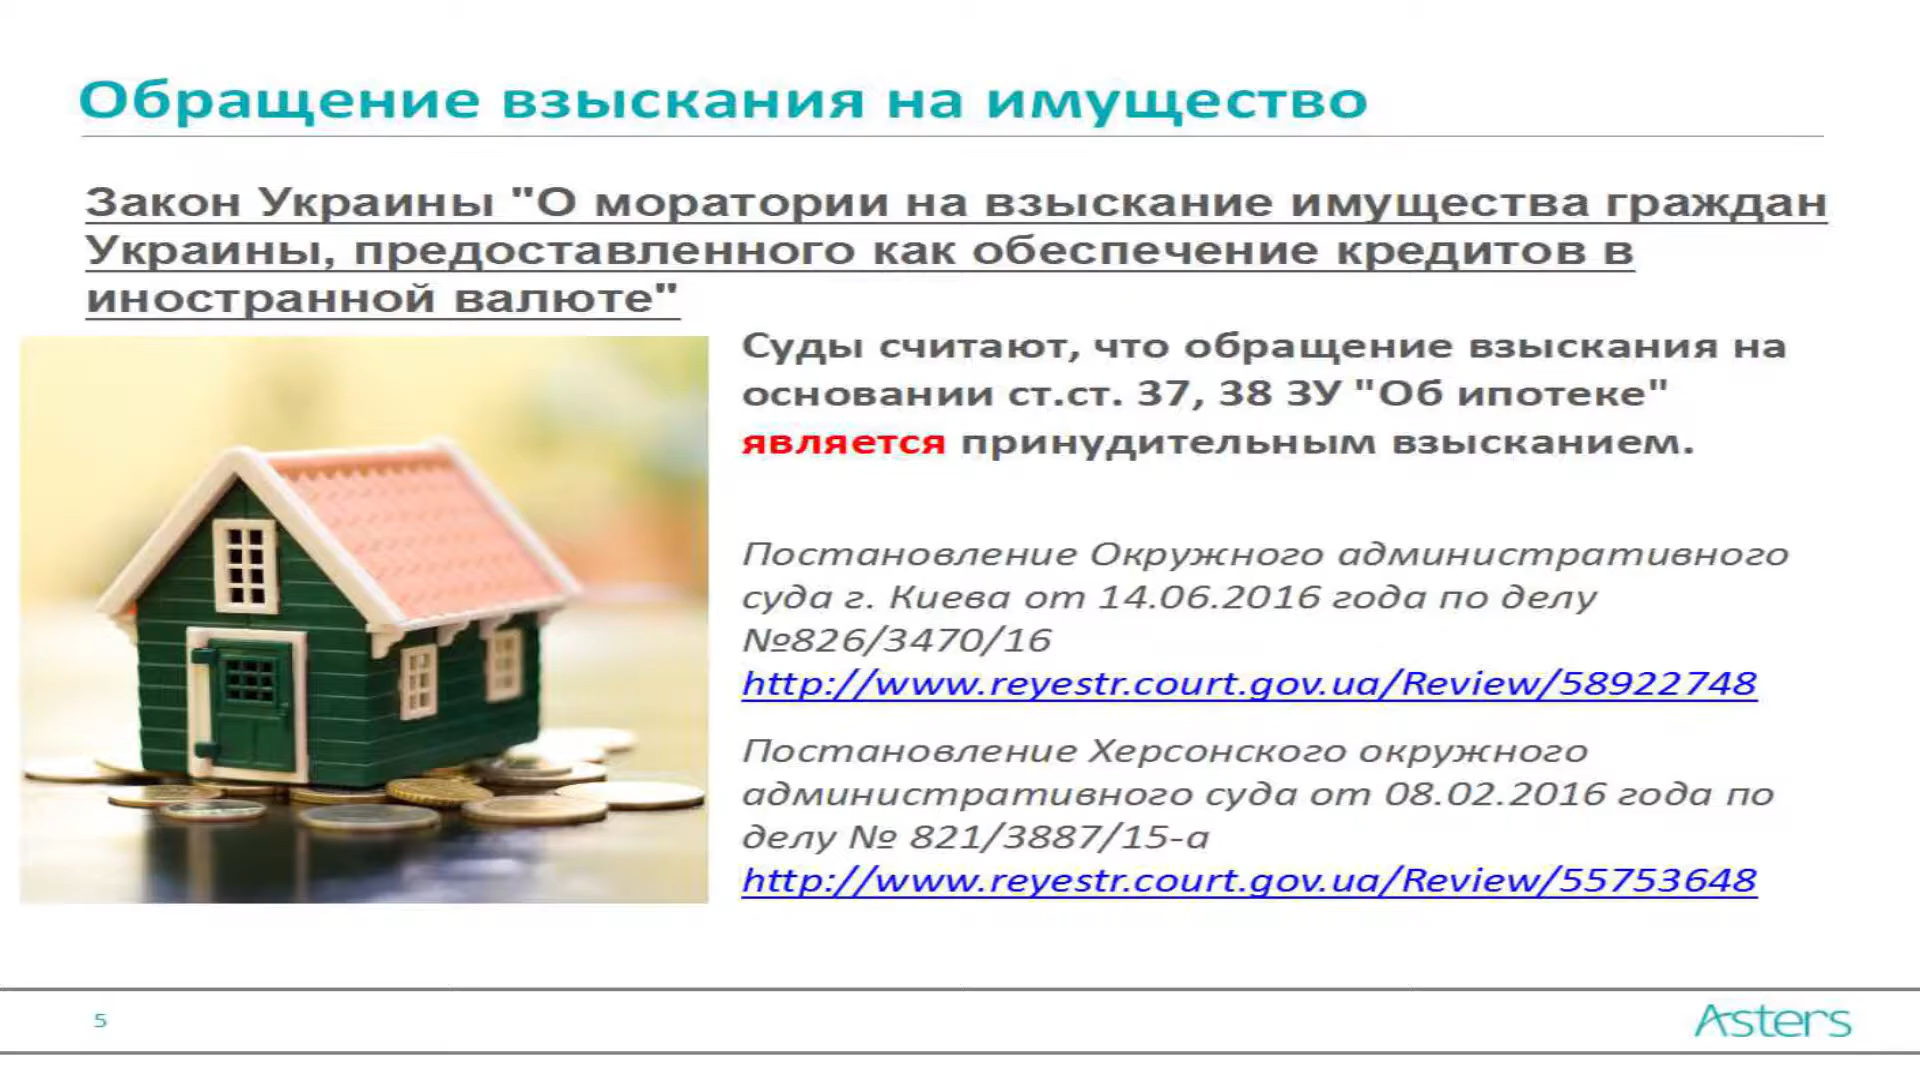 Обращение взыскания на имущество
Закон Украины "О моратории на взыскание имущества граждан
Украины, предоставленного как обеспечение кредитов в
иностранной валюте"
Суды считают, что обращение взыскания на
основании ст.ст. 37, 38 ЗУ "Об ипотеке"
является принудительным взысканием.
Постановление Окружного административного
суда г. Киева от 14.06.2016 года по делу
№826/3470/16
http://www.reyestr.court.gov.ua/Review/58922748
Постановление Херсонского окружного
административного суда от 08.02.2016 года по
делу № 821/3887/15-а
http://www.reyestr.court.gov.ua/Review/55753648
5
Asters